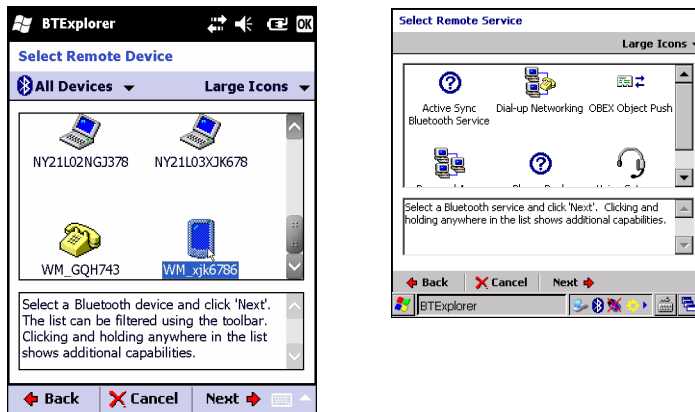 BTExplorer
OK
Select Remote Device
All Devices
Large Icons
NY21L02NGJ378
NY21L03XJK678
WM_GQH743
WM_xjk6786
Select a Bluetooth device and click 'Next'.
The list can be filtered using the toolbar.
Clicking and holding anywhere in the list
shows additional capabilities.
Back
Cancel
Next
Select Remote Service
Large Icons
Active Sync
Bluetooth Service
Dial-up Networking
OBEX Object Push
Select a Bluetooth service and click 'Next'. Clicking and
holding anywhere in the list shows additional capabilities.
Back
Cancel
Next
BTExplorer